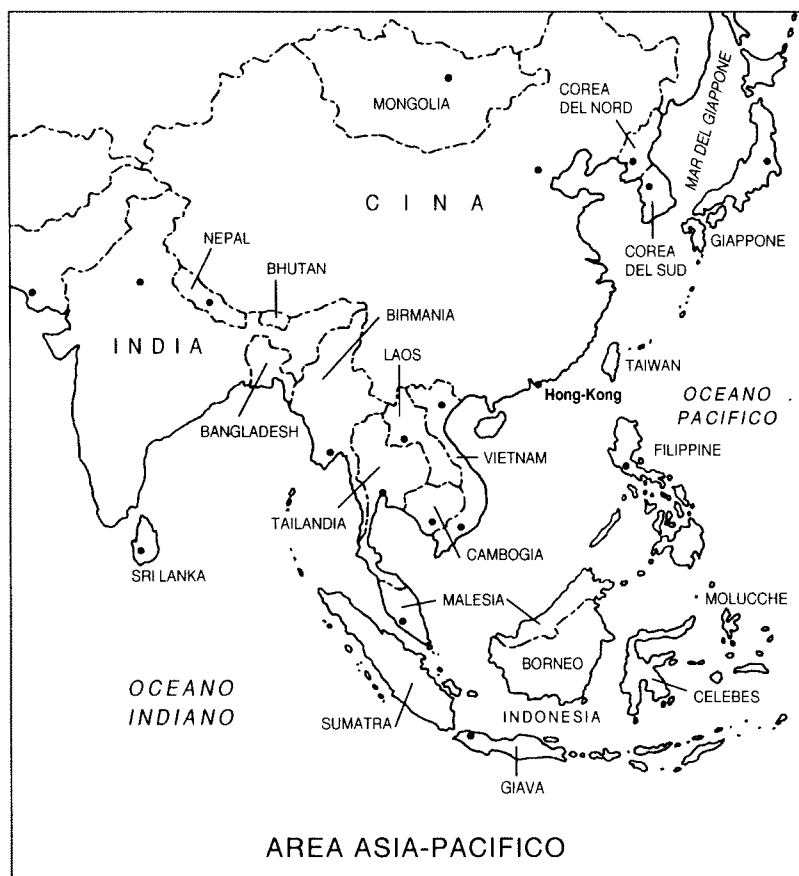 MONGOLIA
COREA
DEL NORD
MAR DEL GIAPPONE
CINA
NEPAL
BHUTAN
COREA
DEL SUD
GIAPPONE
BIRMANIA
INDIA
LAOS
TAIWAN
Hong-Kong
OCEANO
PACIFICO
BANGLADESH
VIETNAM
FILIPPINE
TAILANDIA
CAMBOGIA
SRI LANKA
MALESIA
MOLUCCHE
BORNEO
OCEANO
INDIANO
CELEBES
SUMATRA
INDONESIA
GIAVA
AREA ASIA-PACIFICO